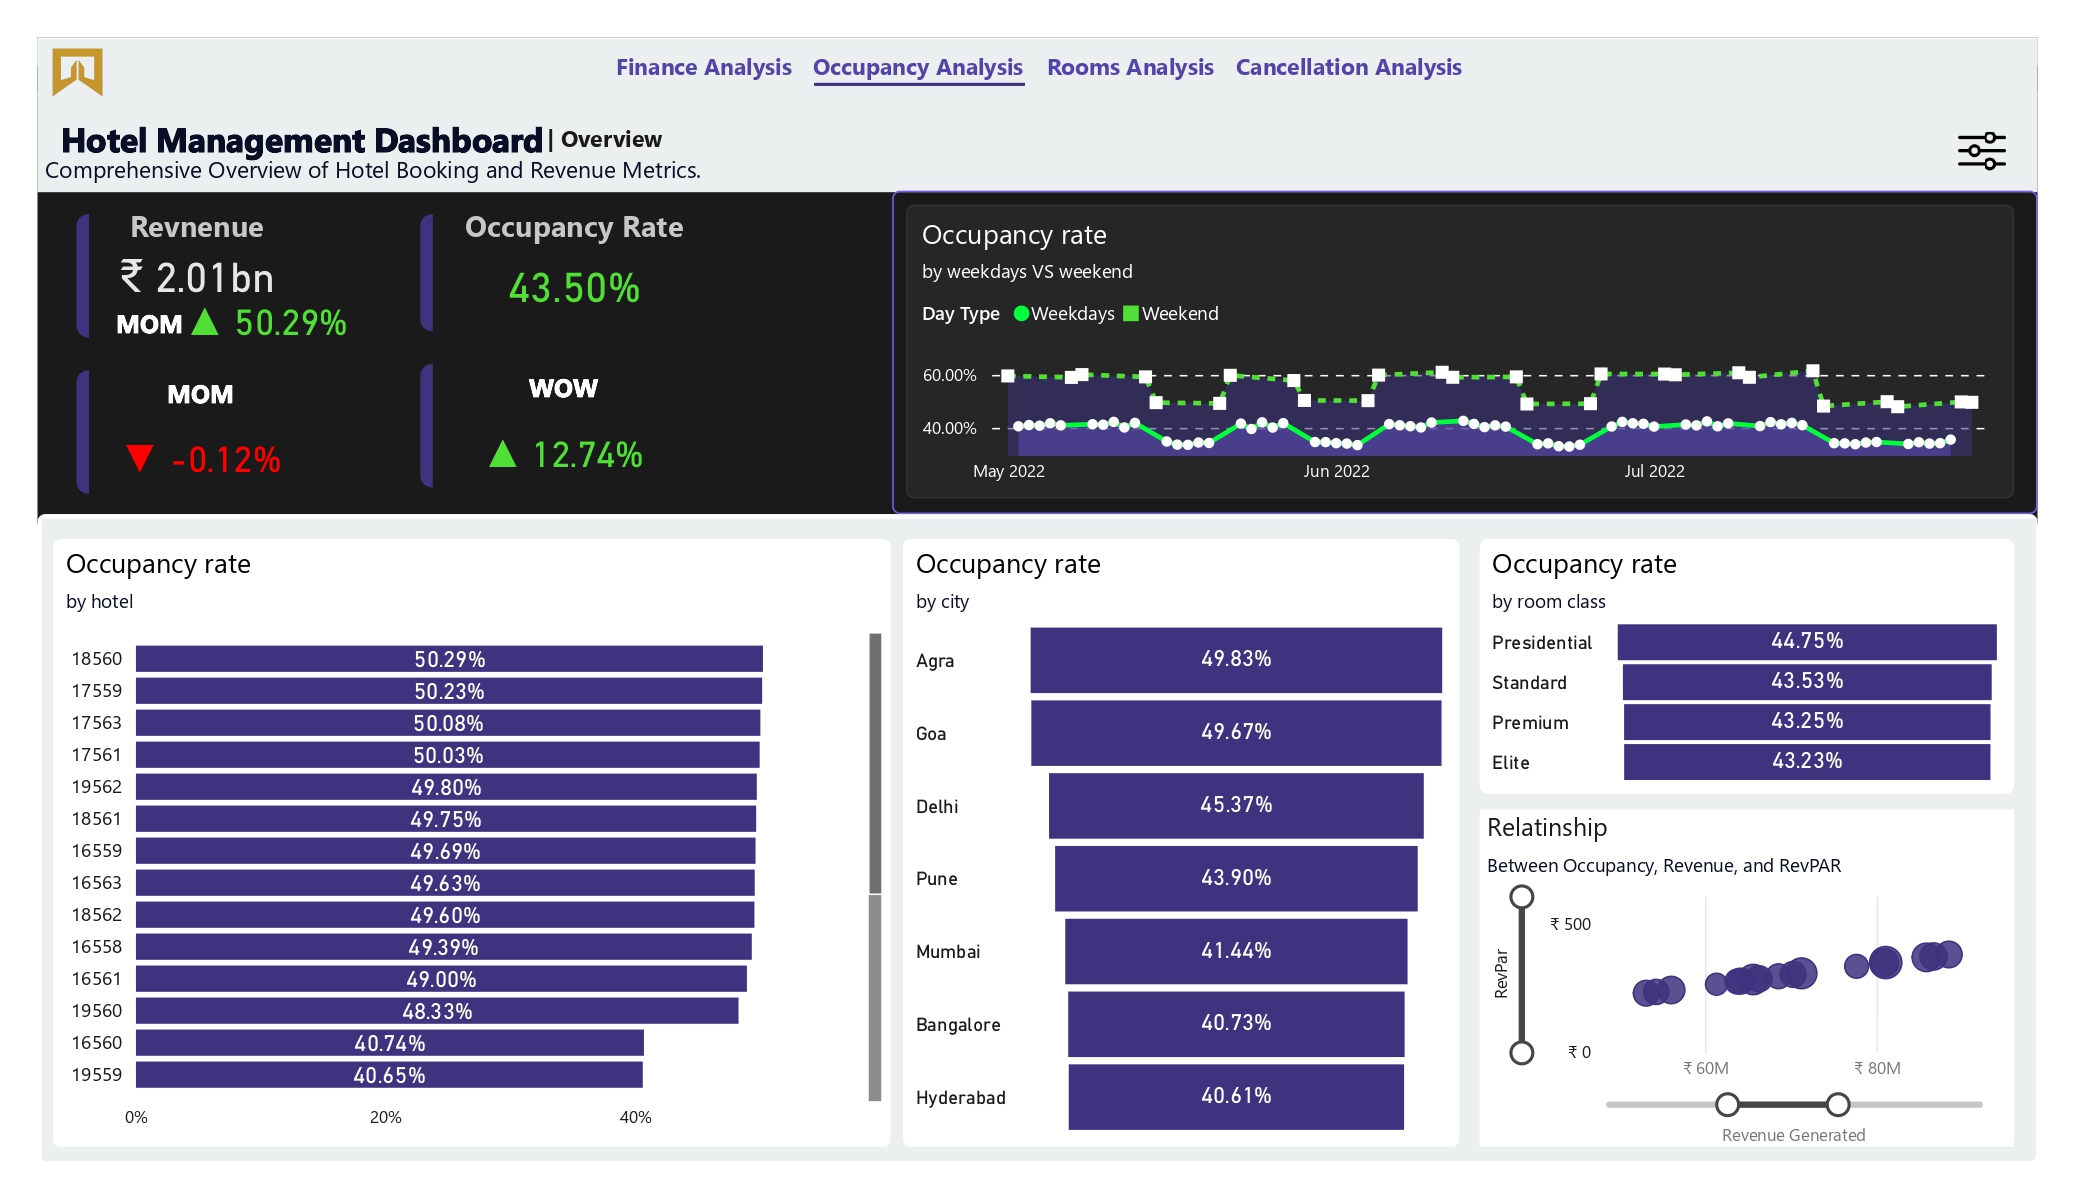 Finance Analysis Occupancy Analysis Rooms Analysis Cancellation Analysis
Hotel Management Dashboard | Overview
Comprehensive Overview of Hotel Booking and Revenue Metrics.
Revnenue
₹ 2.01bn
MOM ▲ 50.29%
Occupancy Rate
43.50%
MOM
▼ -0.12%
WOW
▲ 12.74%
Occupancy rate
by weekdays VS weekend
Day Type Weekdays Weekend
60.00%
40.00%
May 2022 Jun 2022 Jul 2022
Occupancy rate
by hotel
18560 50.29%
17559 50.23%
17563 50.08%
17561 50.03%
19562 49.80%
18561 49.75%
16559 49.69%
16563 49.63%
18562 49.60%
16558 49.39%
16561 49.00%
19560 48.33%
16560 40.74%
19559 40.65%
0% 20% 40%
Occupancy rate
by city
Agra 49.83%
Goa 49.67%
Delhi 45.37%
Pune 43.90%
Mumbai 41.44%
Bangalore 40.73%
Hyderabad 40.61%
Occupancy rate
by room class
Presidential 44.75%
Standard 43.53%
Premium 43.25%
Elite 43.23%
Relatinship
Between Occupancy, Revenue, and RevPAR
RevPar
₹ 500
₹ 0
₹ 60M ₹ 80M
Revenue Generated